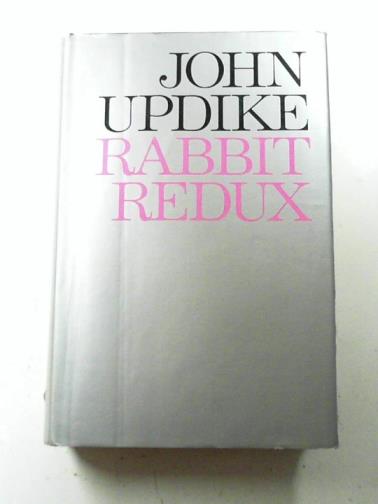 JOHN
UPDIKE
RABBIT
REDUX